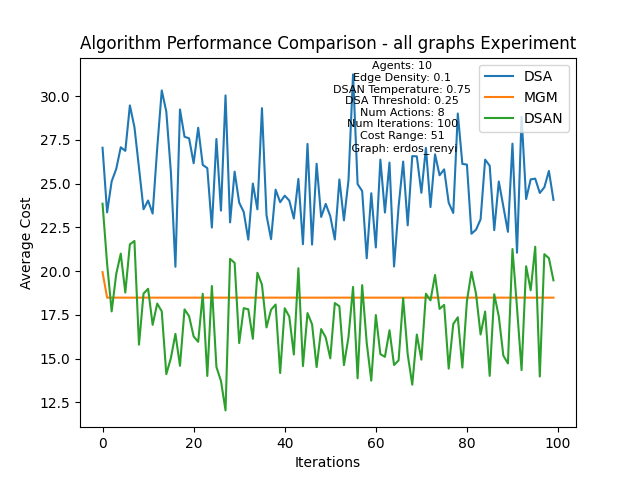 Algorithm Performance Comparison - all graphs Experiment
Agents: 10
Edge Density: 0.1
DSAN Temperature: 0.75
DSA Threshold: 0.25
Num Actions: 8
Num Iterations: 100
Cost Range: 51
Graph: erdos_renyi
DSA
MGM
DSAN
Average Cost
30.0
27.5
25.0
22.5
20.0
17.5
15.0
12.5
0
20
40
60
80
100
Iterations